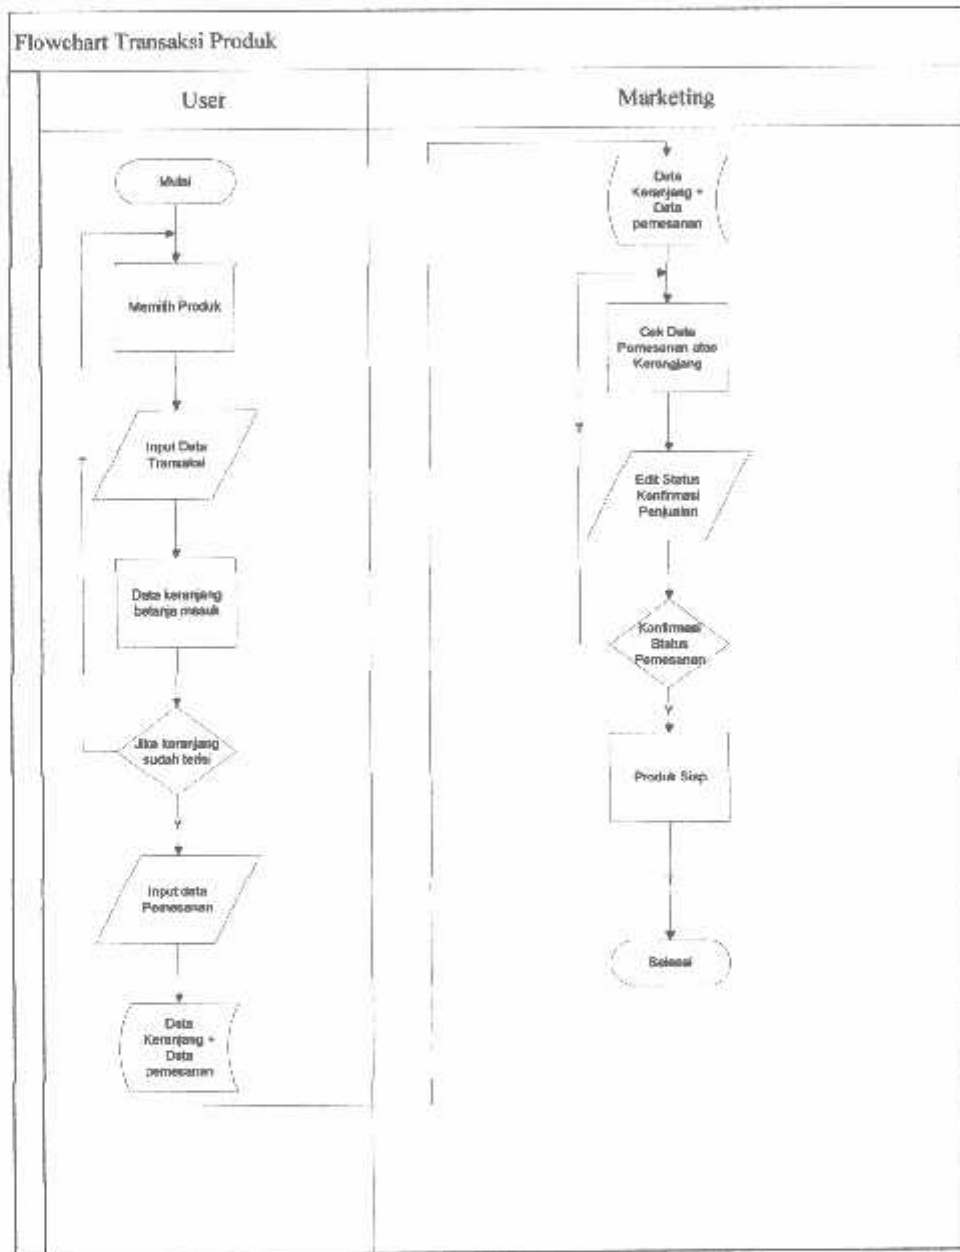 Flowchart Transaksi Produk
User
Marketing
Mulai
Memilih Produk
Input Data
Transaksi
Data keranjang
belanja masuk
Jika keranjang
sudah terisi
Y
Input data
Pemesanan
Data
Keranjang +
Data
pemesanan
Data
Keranjang +
Data
pemesanan
Cek Data
Pemesanan atas
Kerangjang
Edit Status
Konfirmasi
Penjualan
Konfirmasi
Status
Pemesanan
Y
Produk Siap
Selesai